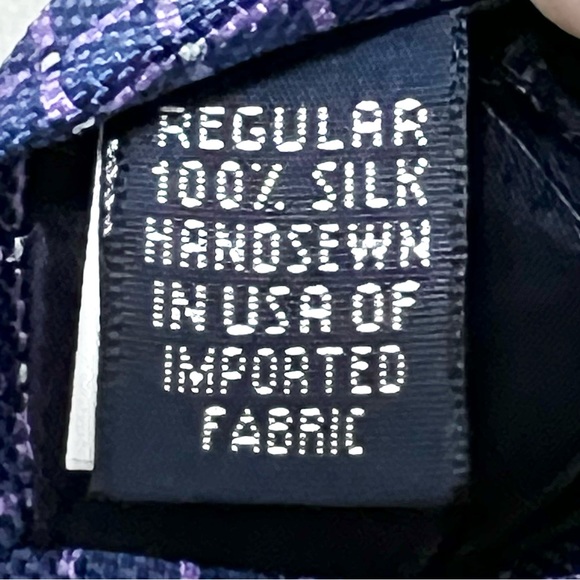 REGULAR
100% SILK
HANDSEWN
IN USA OF
IMPORTED
FABRIC